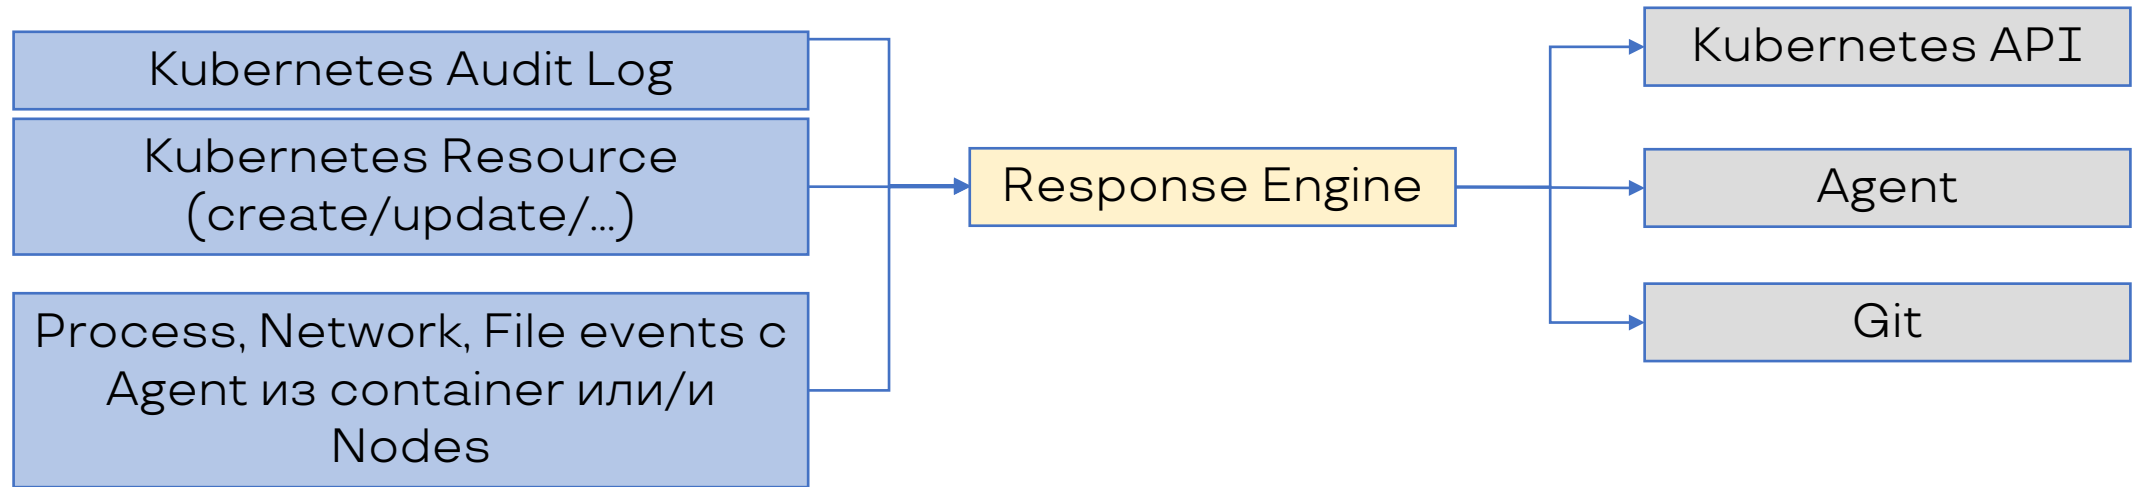 Kubernetes Audit Log
Kubernetes Resource
(create/update/...)
Process, Network, File events с
Agent из container или/и
Nodes
Response Engine
Kubernetes API
Agent
Git